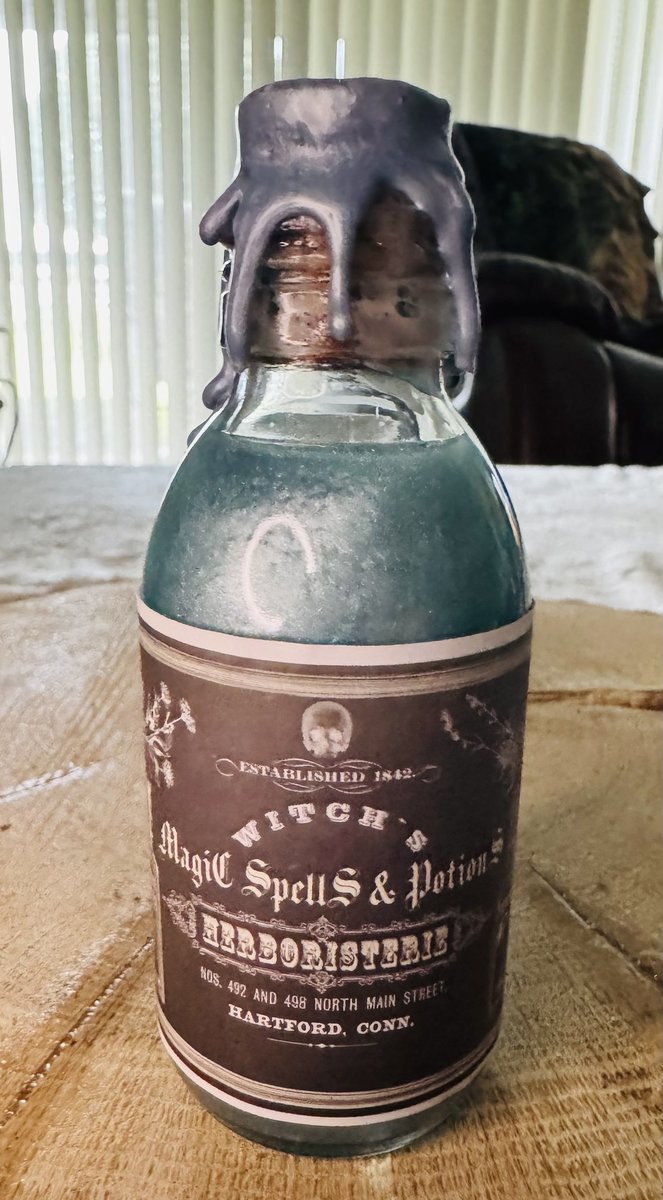 ESTABLISHED 1842
WITCH'S
MagiC SpellS & PotionS
HERBORISTERIE
NOS. 492 AND 498 NORTH MAIN STREET,
HARTFORD, CONN.